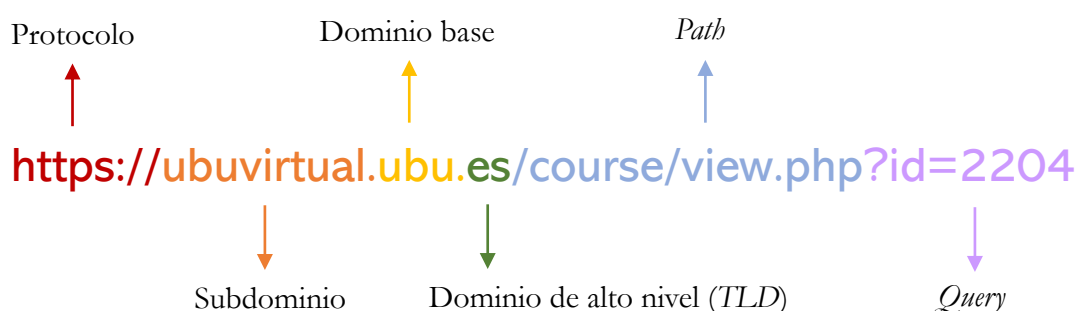 Protocolo Dominio base Path
https://ubuvirtual.ubu.es/course/view.php?id=2204
Subdominio Dominio de alto nivel (TLD) Query